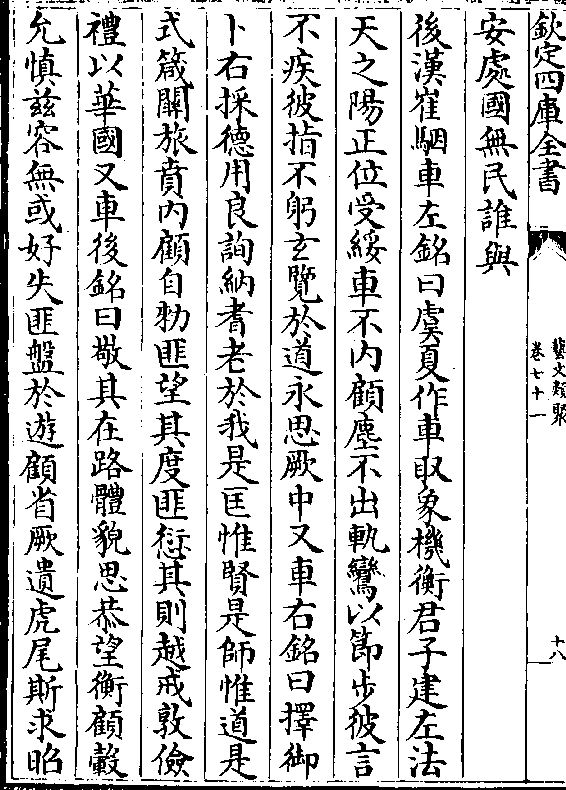 欽定四庫全書
藝文類聚
卷七十一
十八
安處國無民誰與
後漢崔駰車左銘曰虞夏作車取象機衡君子建左法
天之陽正位受綏車不内顧塵不出軌鸞以節步彼言
不疾彼指不躬玄覽於道永思厥中又車右銘曰擇御
卜右採德用良詢納耆老於我是匡惟賢是師惟道是
式箴闕旅賁内顧自勑匪望其度匪愆其則越戒敦儉
禮以華國又車後銘曰敬其在路體貌思恭望衡顧轂
允慎兹容無或好失匪盤於遊顧省厥遺虎尾斯求昭